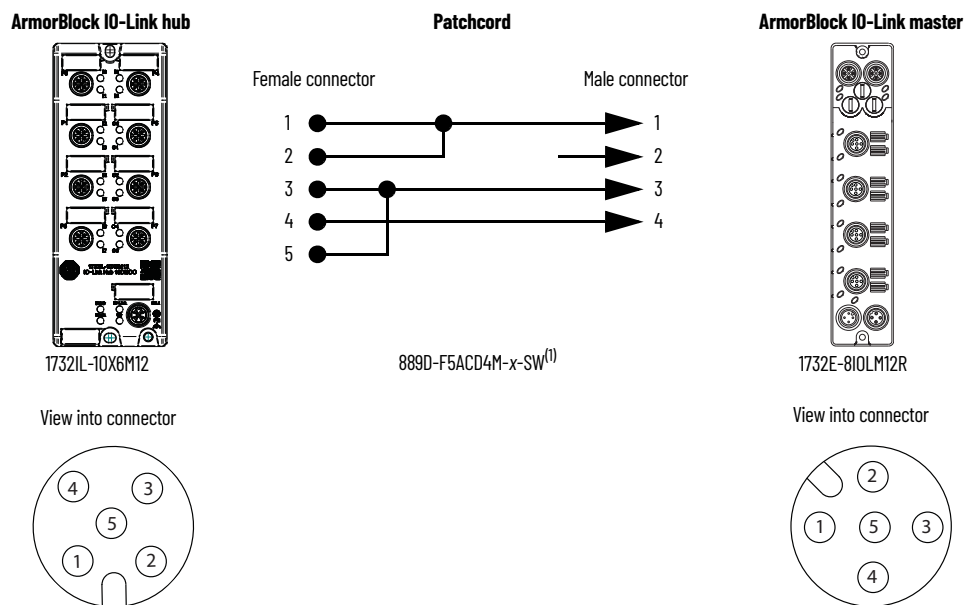 ArmorBlock IO-Link hub
Patchcord
ArmorBlock IO-Link master
Female connector
Male connector
1
1
2
2
3
3
4
4
5
1732IL-10X6M12
889D-F5ACD4M-x-SW(1)
1732E-8IOLM12R
View into connector
View into connector
4
3
5
1
2
2
1
5
3
4